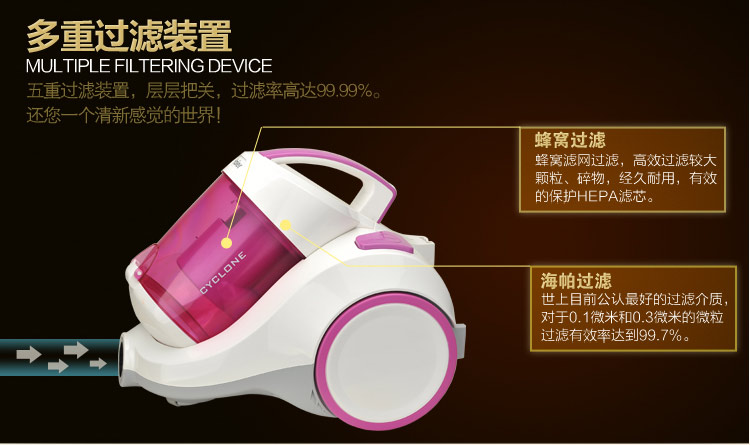 多重过滤装置
MULTIPLE FILTERING DEVICE
五重过滤装置，层层把关，过滤率高达99.99%。
还您一个清新感觉的世界！
蜂窝过滤
蜂窝滤网过滤，高效过滤较大
颗粒、碎物，经久耐用，有效
的保护HEPA滤芯。
CYCLONE
海帕过滤
世上目前公认最好的过滤介质，
对于0.1微米和0.3微米的微粒
过滤有效率达到99.7%。